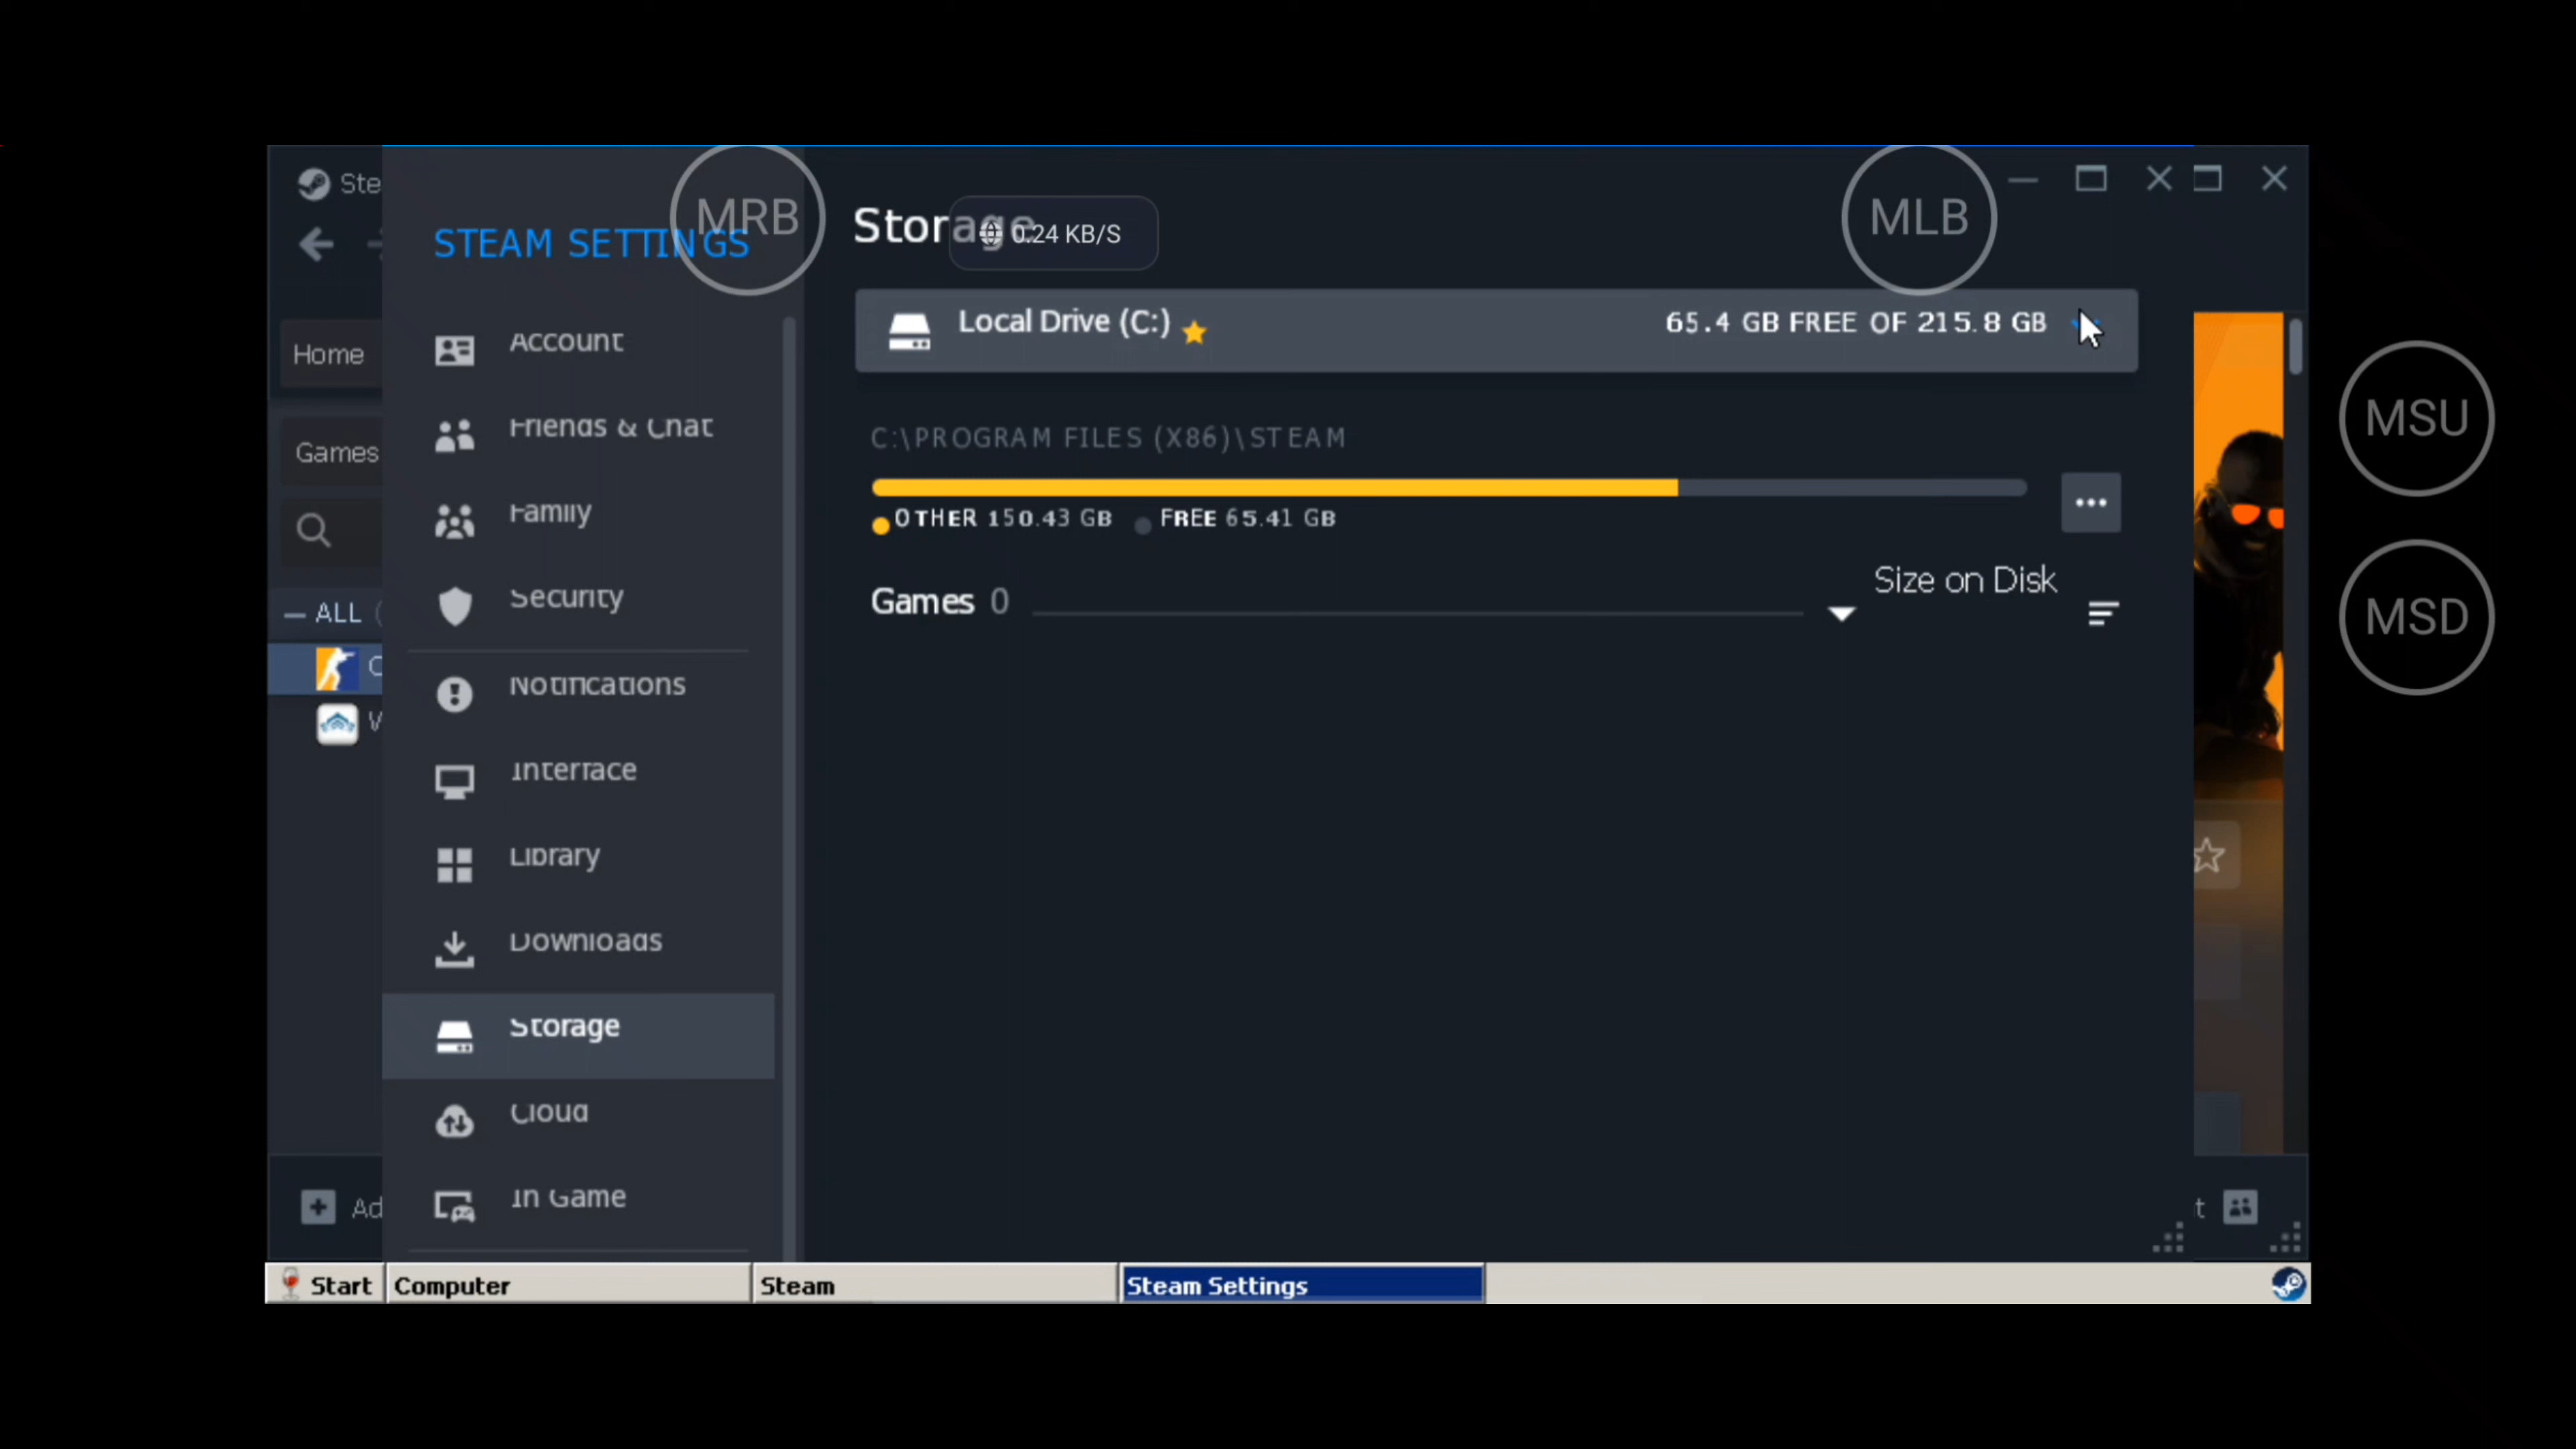 Ste
STEAM SETTINGS
MRB
Storage
0.24 KB/S
MLB
Home
Games
ALL
Account
Friends & Chat
Family
Security
Notifications
Interface
Library
Downloads
Storage
Cloud
In Game
Local Drive (C:)
65.4 GB FREE OF 215.8 GB
C:\PROGRAM FILES (X86)\STEAM
OTHER 150.43 GB
FREE 65.41 GB
Games 0
Size on Disk
MSU
MSD
Ad
t
Start
Computer
Steam
Steam Settings